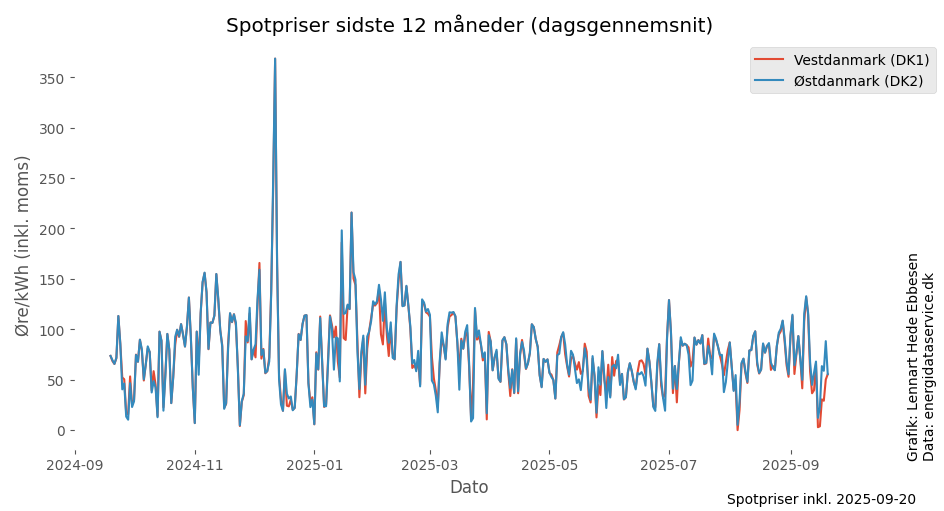 Spotpriser sidste 12 måneder (dagsgennemsnit)
Vestdanmark (DK1)
Østdanmark (DK2)
Øre/kWh (inkl. moms)
350
300
250
200
150
100
50
0
2024-09
2024-11
2025-01
2025-03
2025-05
2025-07
2025-09
Dato
Grafik: Lennart Hede Ebbesen
Data: energidataservice.dk
Spotpriser inkl. 2025-09-20